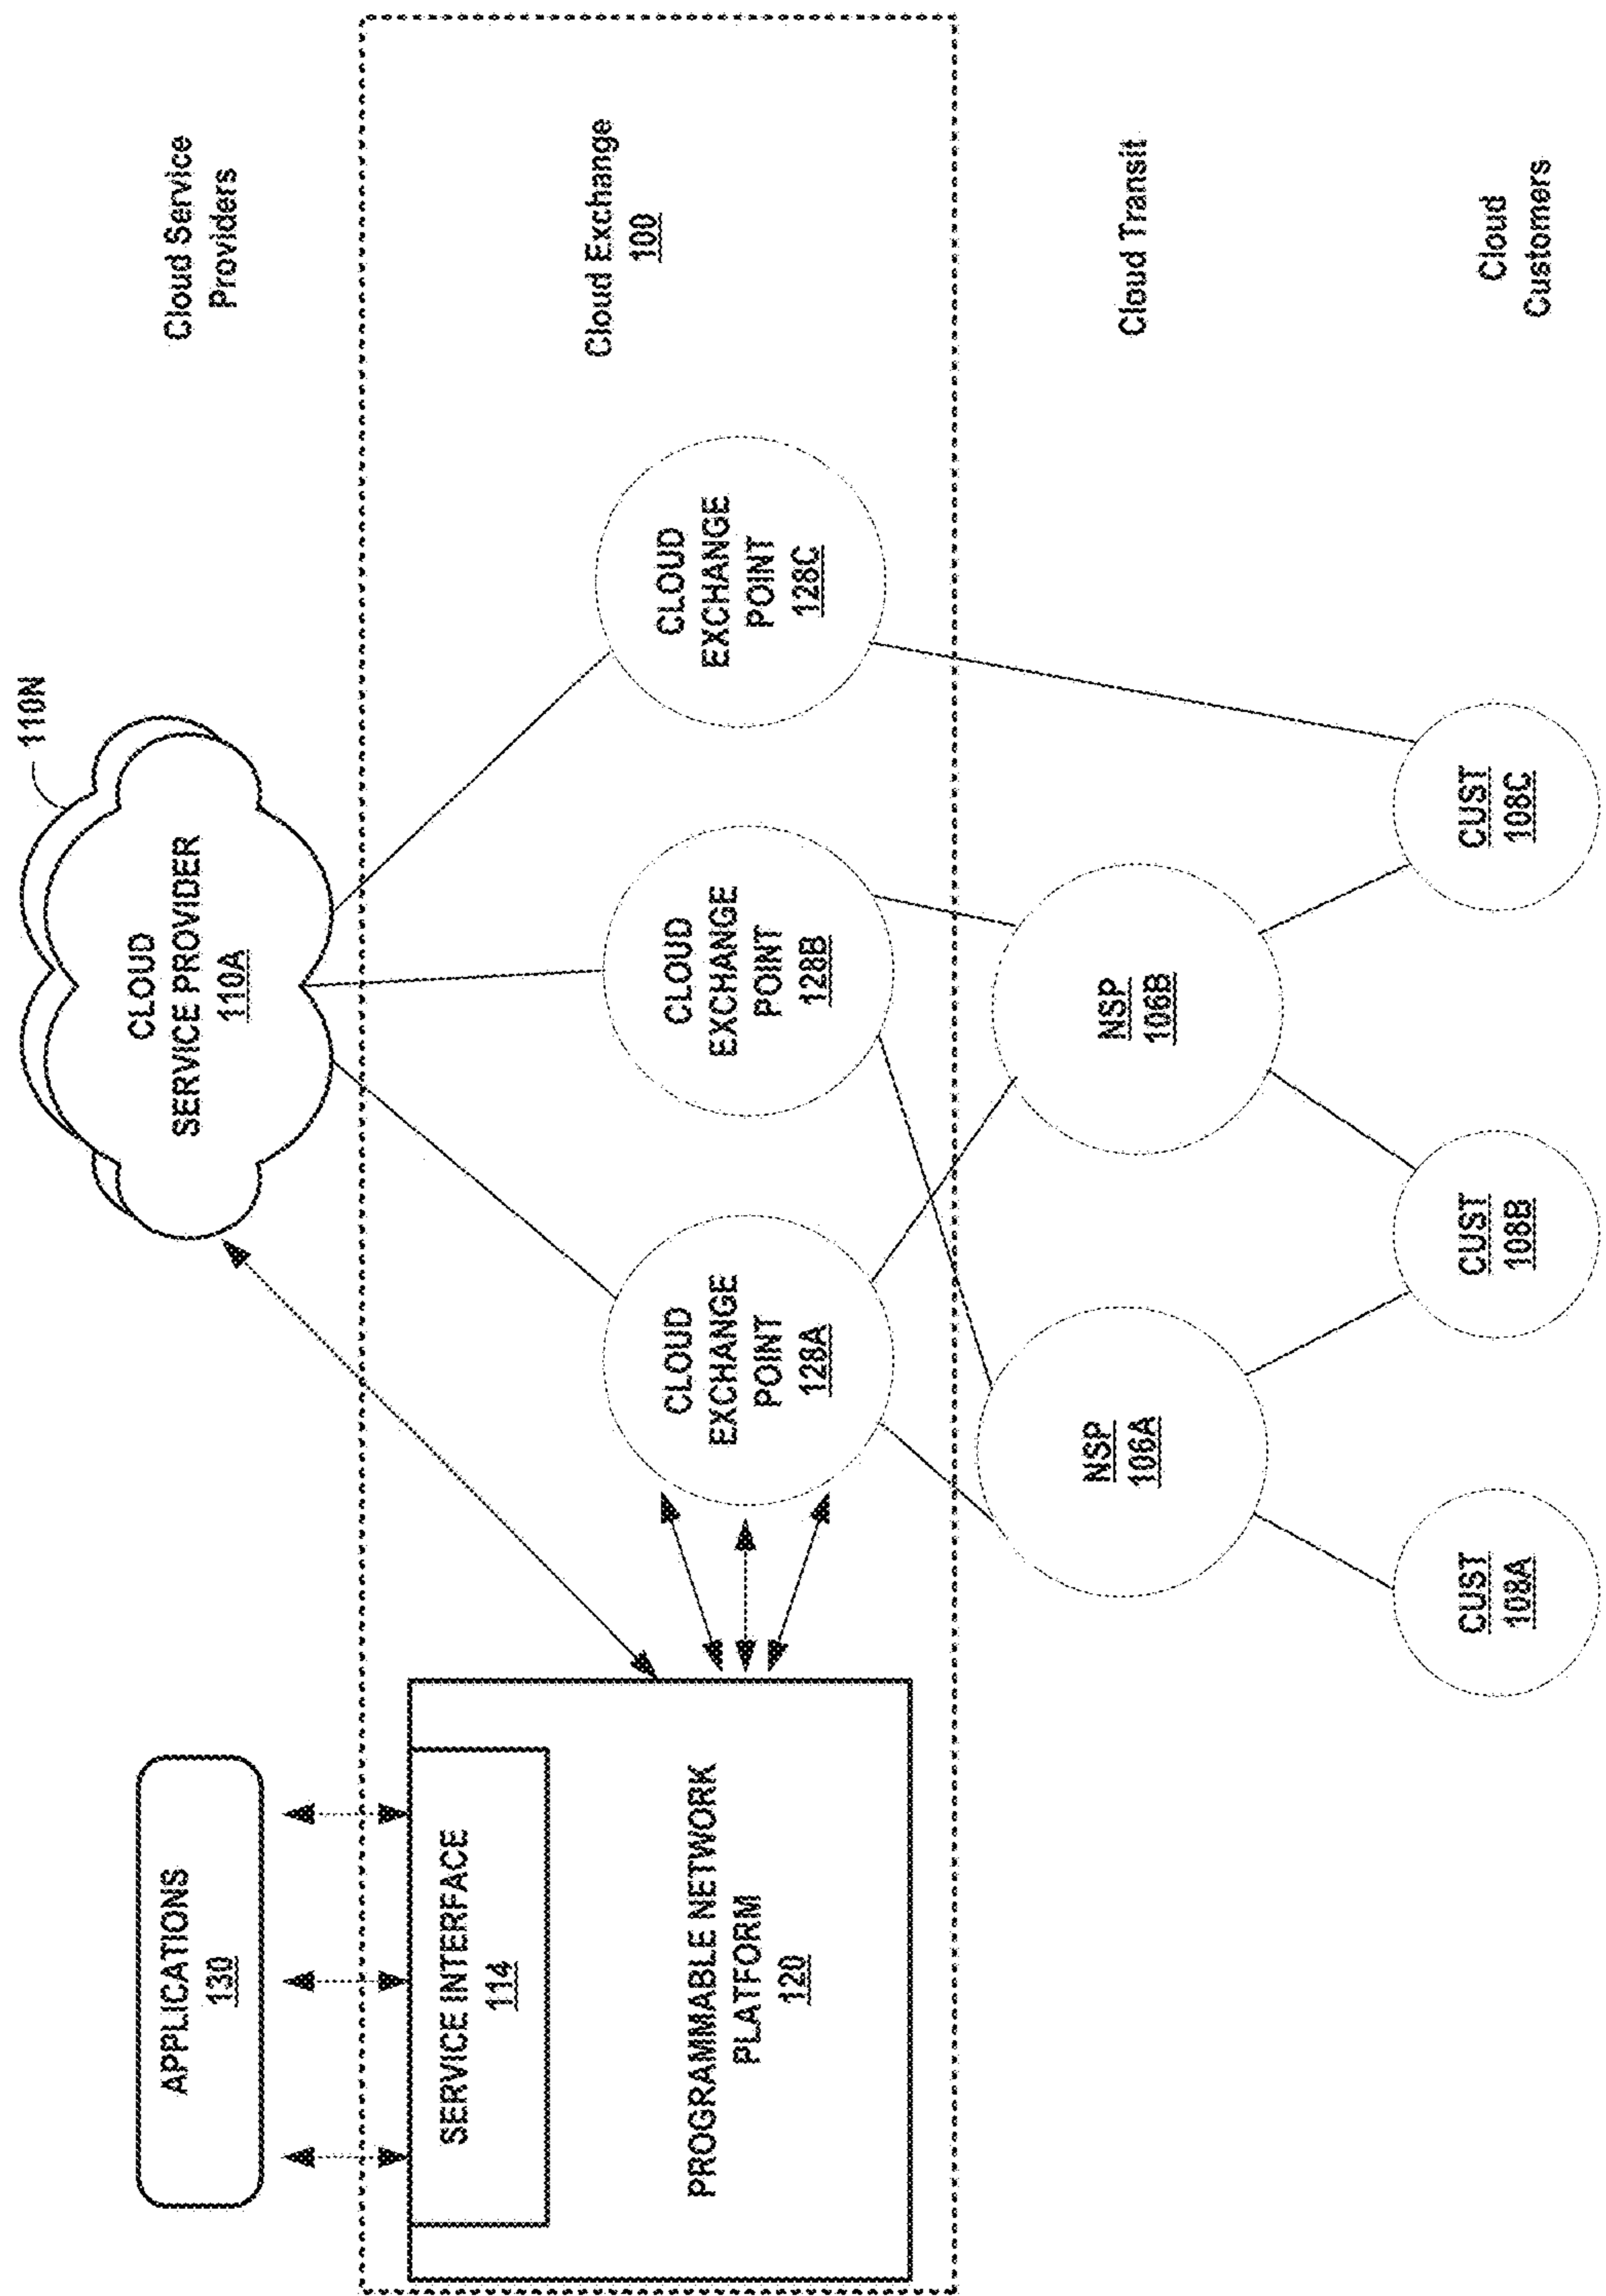 APPLICATIONS
130
SERVICE INTERFACE
114
PROGRAMMABLE NETWORK
PLATFORM
120
110N
CLOUD
SERVICE PROVIDER
110A
Cloud Service
Providers
CLOUD
EXCHANGE
POINT
128A
CLOUD
EXCHANGE
POINT
128B
CLOUD
EXCHANGE
POINT
128C
Cloud Exchange
100
NSP
106A
NSP
106B
Cloud Transit
CUST
108A
CUST
108B
CUST
108C
Cloud
Customers